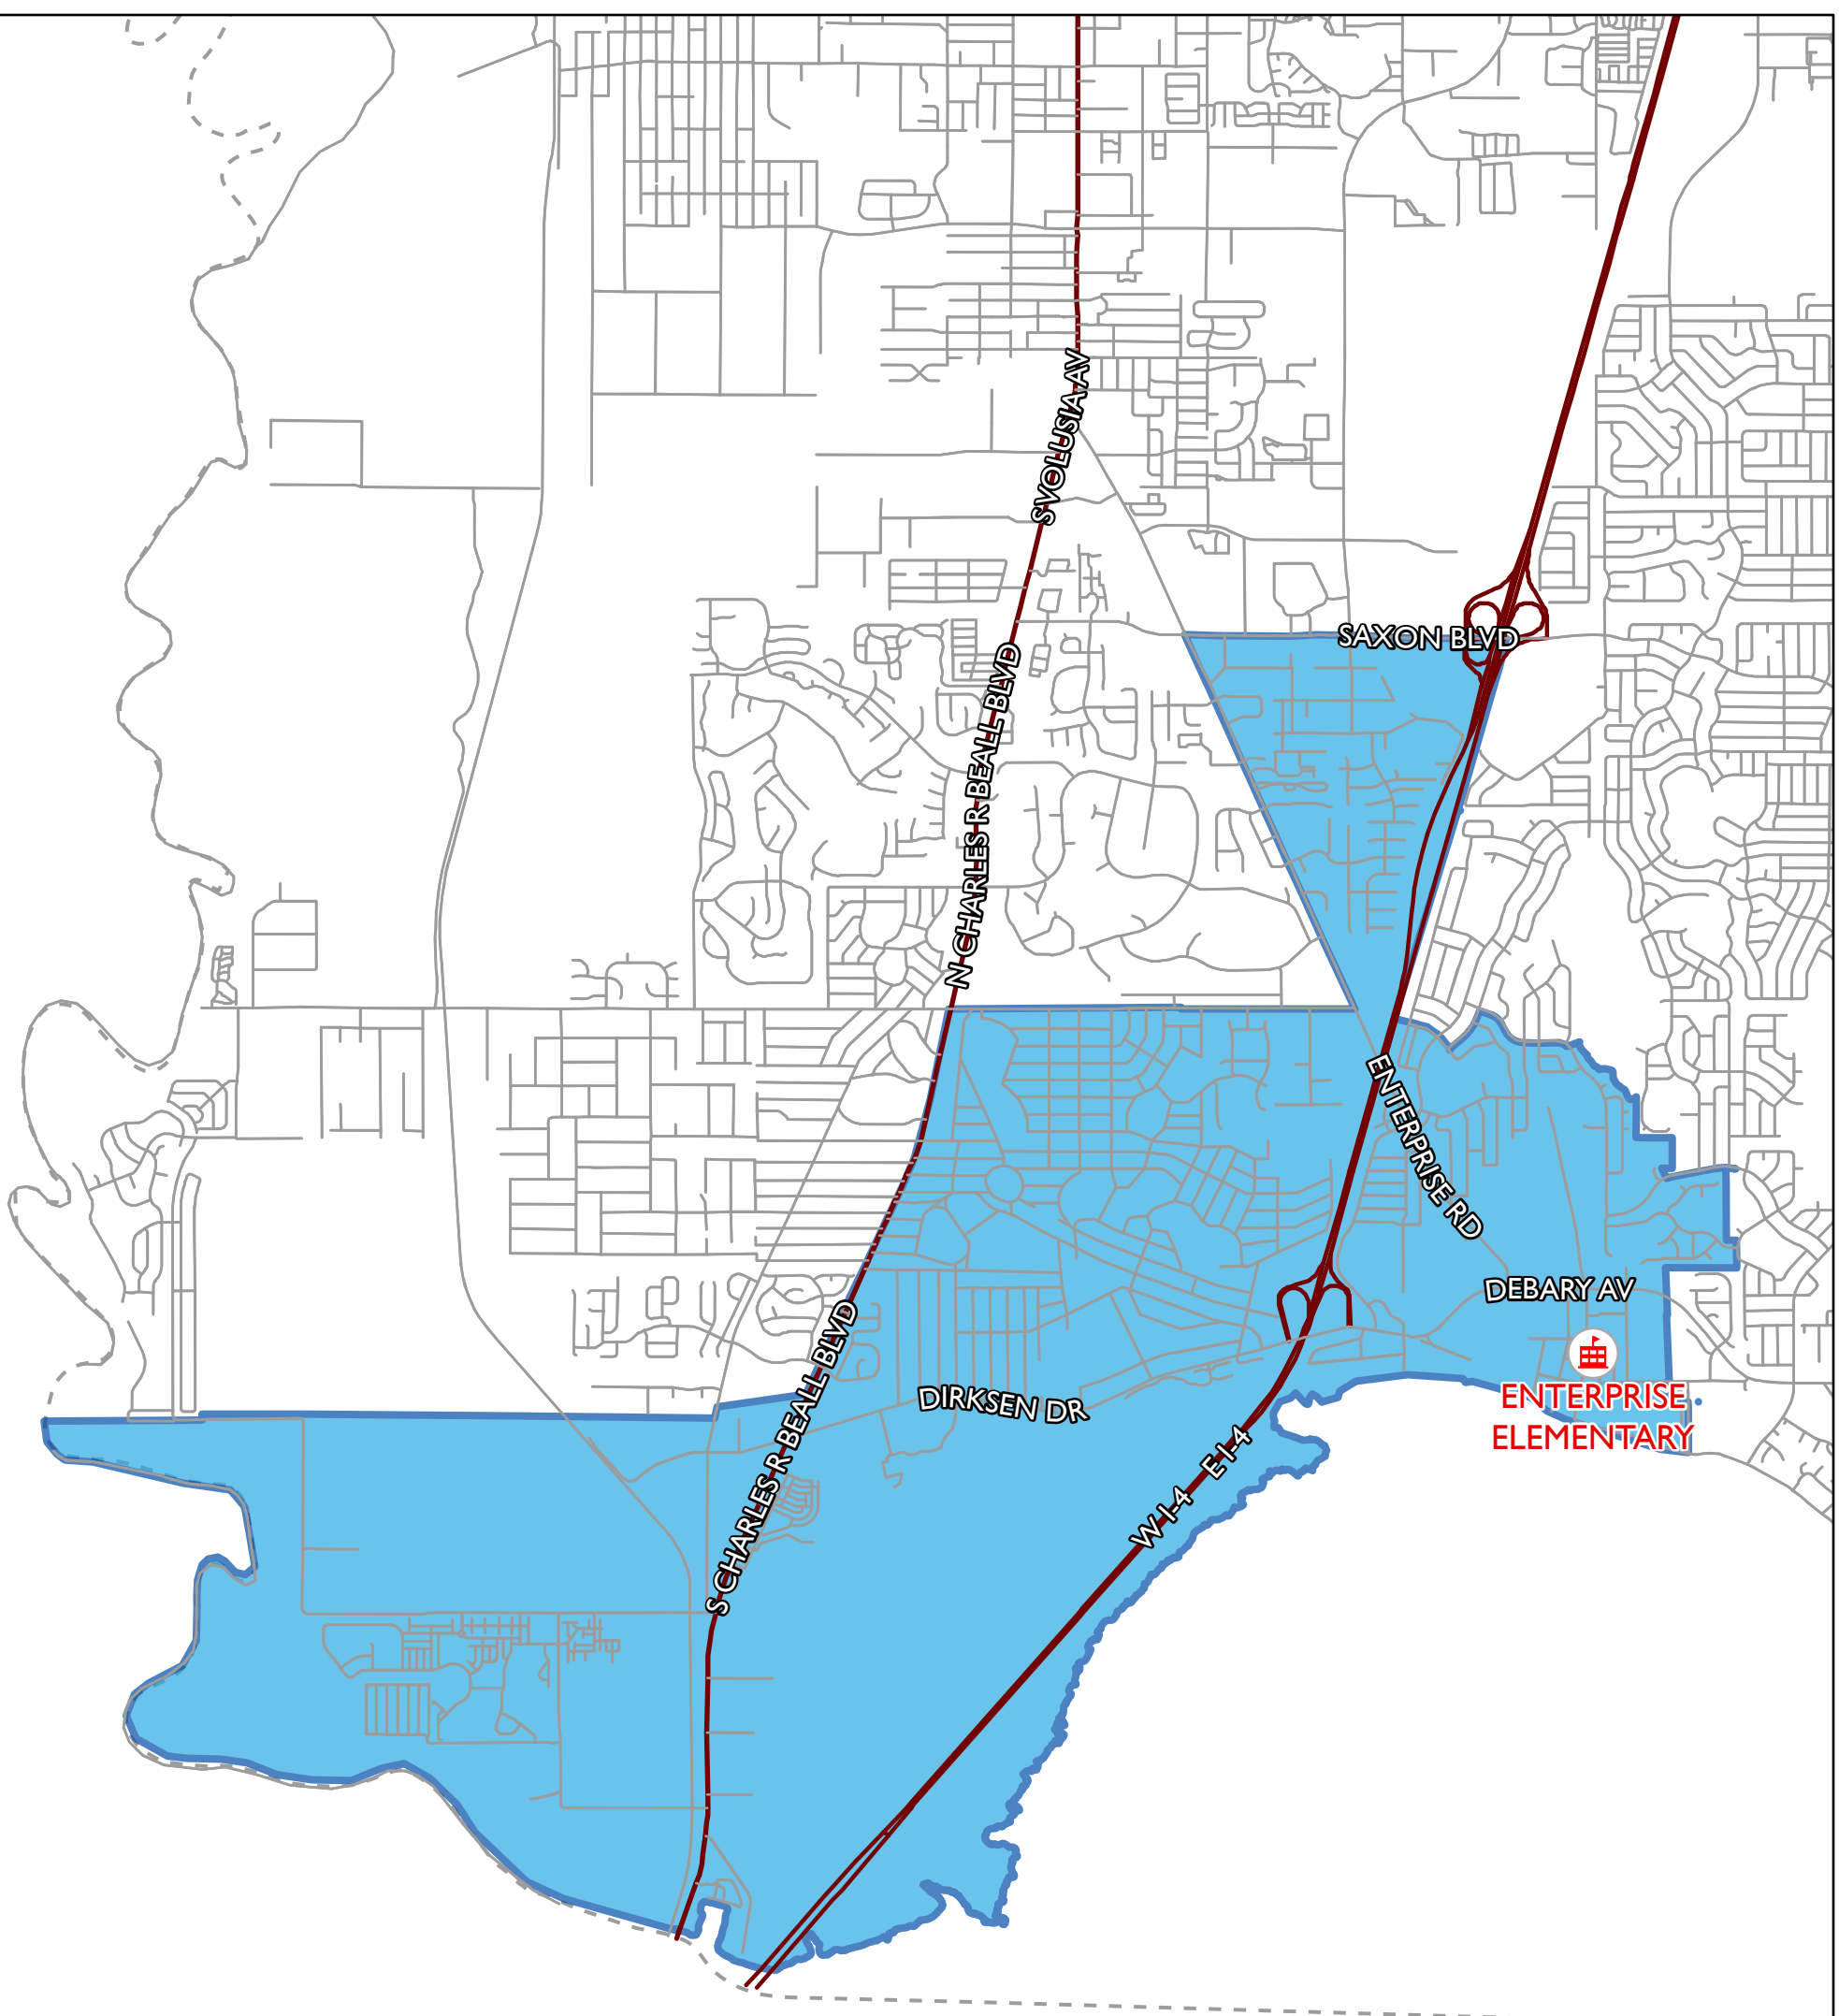 S VOLUSIA AV
SAXON BLVD
N CHARLES R BEALL BLVD
ENTERPRISE RD
DEBARY AV
S CHARLES R BEALL BLVD
DIRKSEN DR
ENTERPRISE
ELEMENTARY
E I-4
W I-4